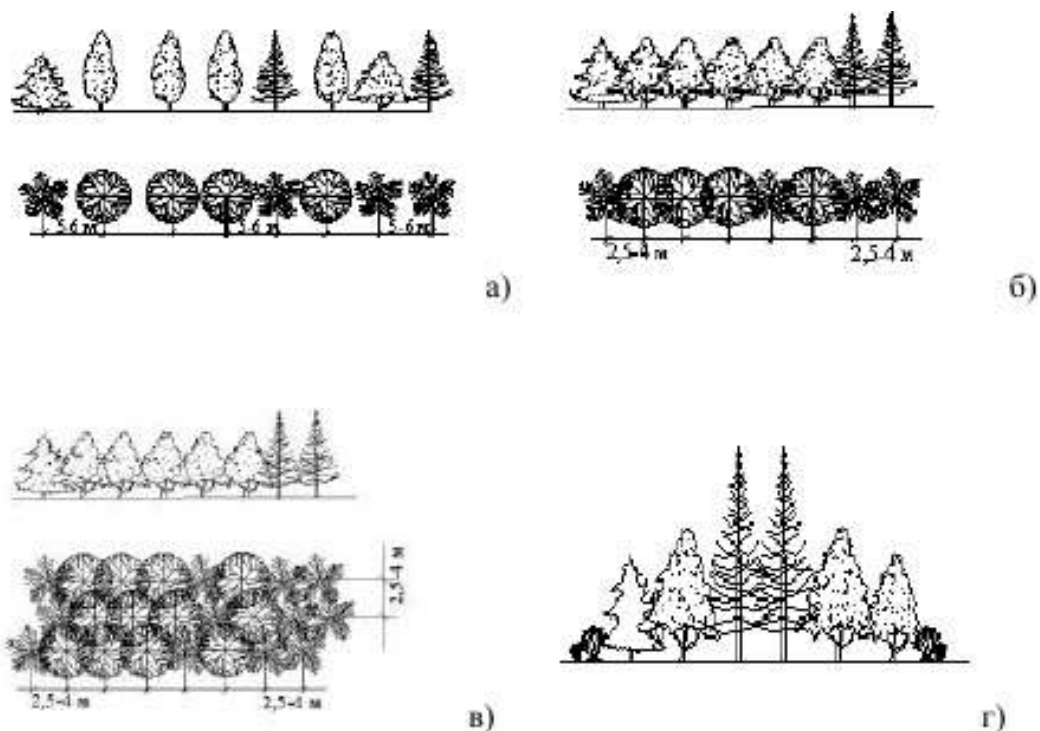 5-6 м 5-6 м 5-6 м
а)
2,5-4 м 2,5-4 м
б)
2,5-4 м
2,5-4 м 2,5-4 м
в)
г)